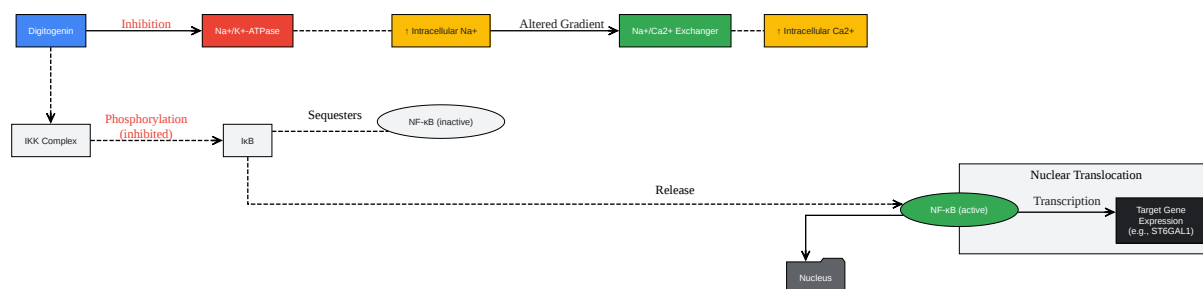 Digitogenin
Inhibition
Na+/K+-ATPase
↑ Intracellular Na+
Altered Gradient
Na+/Ca2+ Exchanger
↑ Intracellular Ca2+
IKK Complex
Phosphorylation
(inhibited)
IκB
Sequesters
NF-κB (inactive)
Release
Nuclear Translocation
NF-κB (active)
Transcription
Target Gene
Expression
(e.g., ST6GAL1)
Nucleus